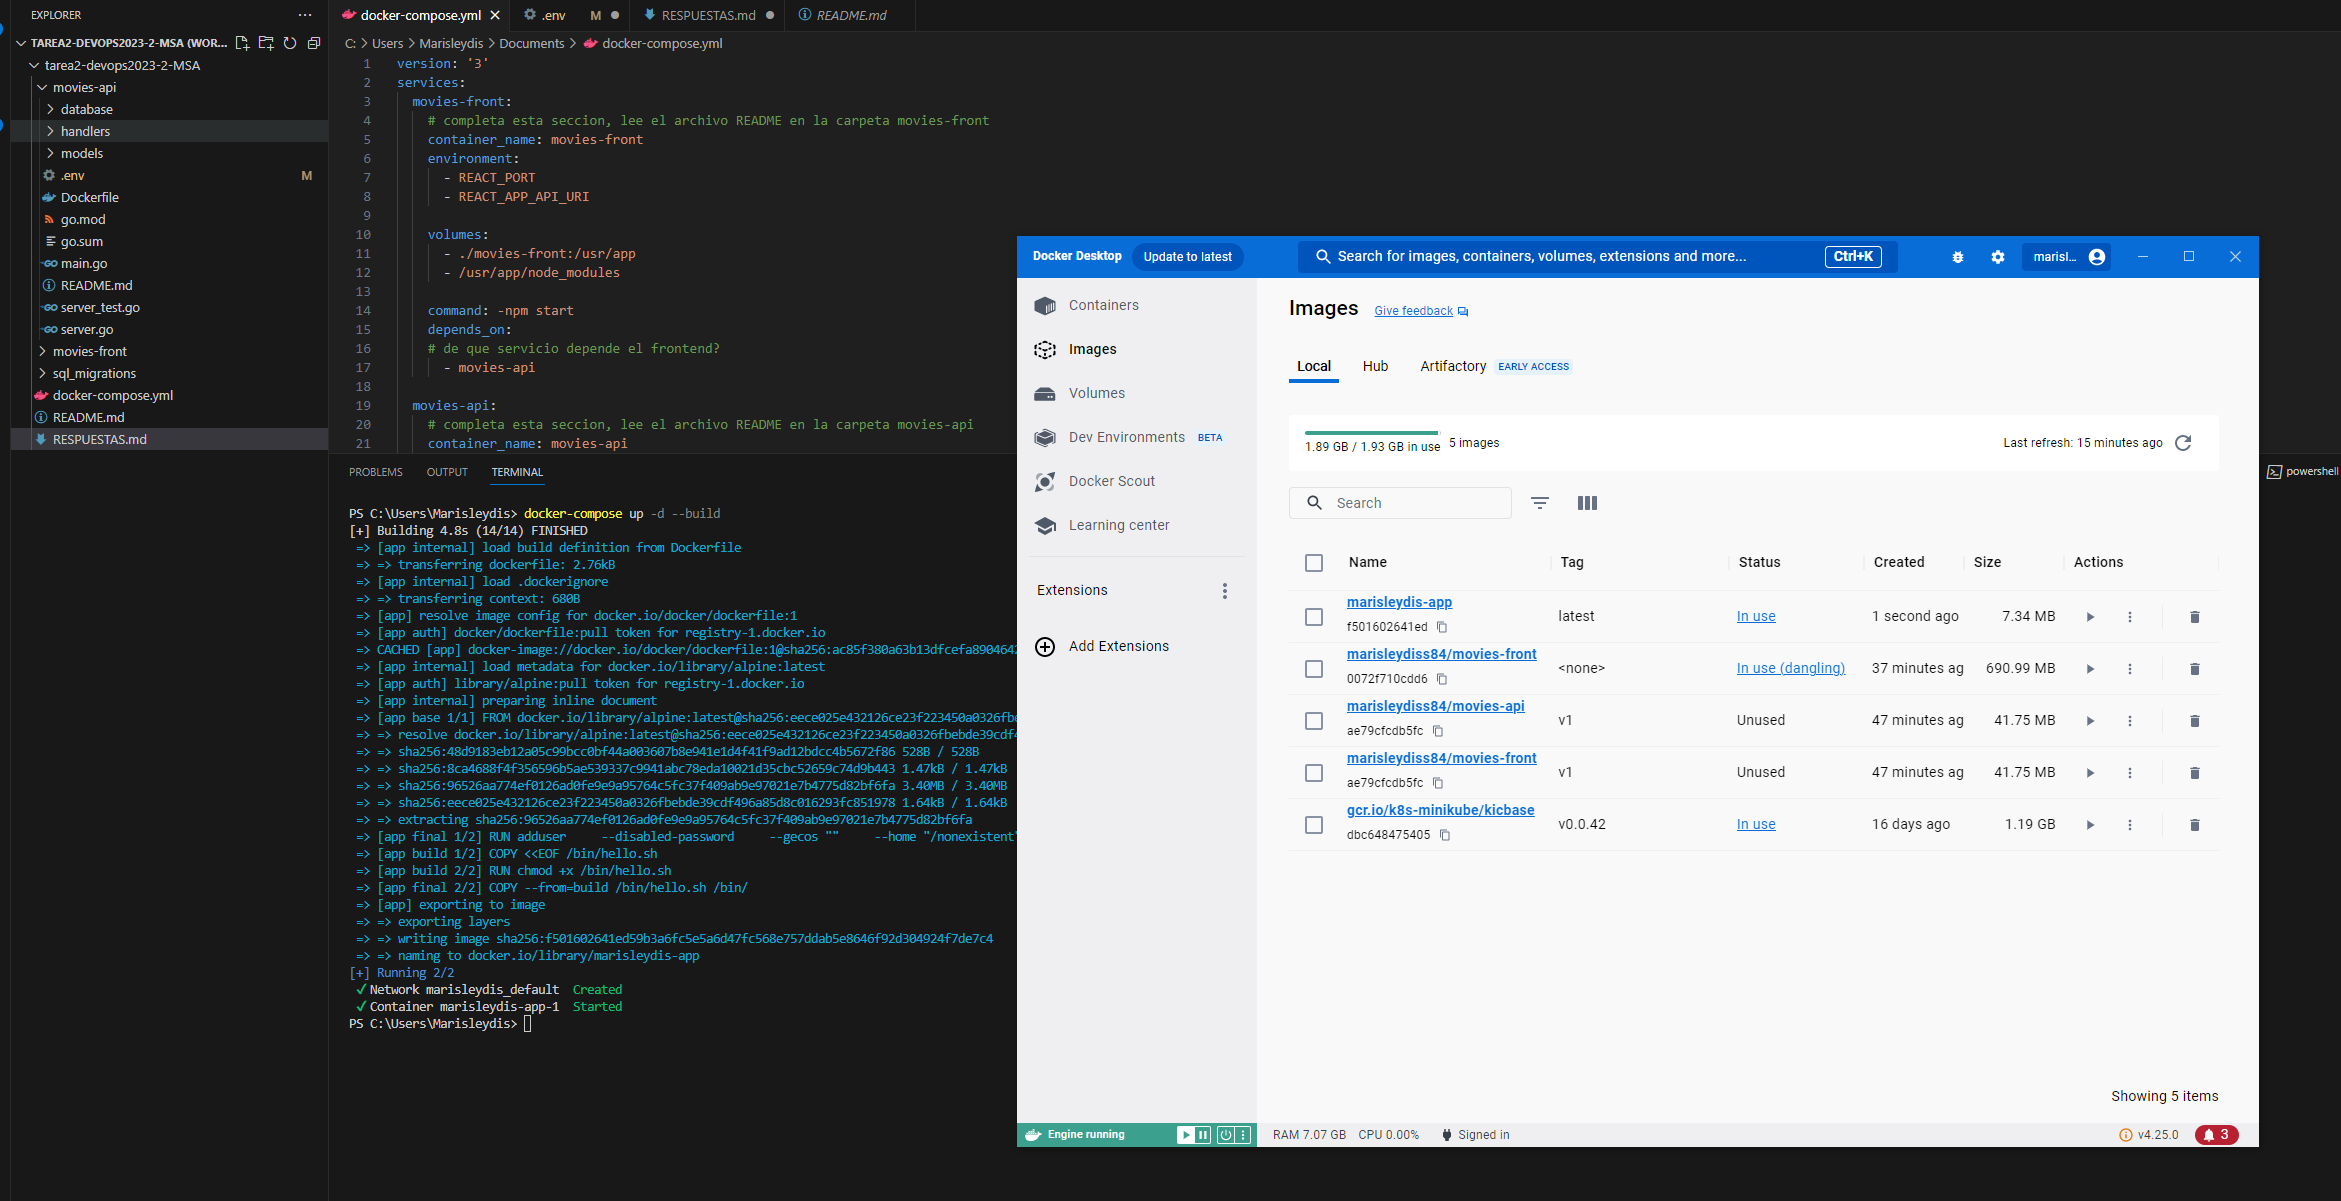 EXPLORER
TAREA2-DEVOPS2023-2-MSA (WOR...
tarea2-devops2023-2-MSA
movies-api
database
handlers
models
.env M
Dockerfile
go.mod
go.sum
main.go
README.md
server_test.go
server.go
movies-front
sql_migrations
docker-compose.yml
README.md
RESPUESTAS.md
docker-compose.yml
.env M
RESPUESTAS.md
README.md
C: > Users > Marisleydis > Documents > docker-compose.yml
1 version: '3'
2 services:
3 movies-front:
4 # completa esta seccion, lee el archivo README en la carpeta movies-front
5 container_name: movies-front
6 environment:
7 - REACT_PORT
8 - REACT_APP_API_URI
9
10 volumes:
11 - ./movies-front:/usr/app
12 - /usr/app/node_modules
13
14 command: -npm start
15 depends_on:
16 # de que servicio depende el frontend?
17 - movies-api
18
19 movies-api:
20 # completa esta seccion, lee el archivo README en la carpeta movies-api
21 container_name: movies-api
PROBLEMS OUTPUT TERMINAL
powershell
PS C:\Users\Marisleydis> docker-compose up -d --build
[+] Building 4.8s (14/14) FINISHED
=> [app internal] load build definition from Dockerfile
=> => transferring dockerfile: 2.76kB
=> [app internal] load .dockerignore
=> => transferring context: 680B
=> [app] resolve image config for docker.io/docker/dockerfile:1
=> [app auth] docker/dockerfile:pull token for registry-1.docker.io
=> CACHED [app] docker-image://docker.io/docker/dockerfile:1@sha256:ac85f380a63b13dfcefa8904642
=> [app internal] load metadata for docker.io/library/alpine:latest
=> [app auth] library/alpine:pull token for registry-1.docker.io
=> [app internal] preparing inline document
=> [app base 1/1] FROM docker.io/library/alpine:latest@sha256:eece025e432126ce23f223450a0326fbe
=> => resolve docker.io/library/alpine:latest@sha256:eece025e432126ce23f223450a0326fbebde39cdf4
=> => sha256:48d9183eb12a05c99bcc0bf44a003607b8e941e1d4f41f9ad12bdcc4b5672f86 528B / 528B
=> => sha256:8ca4688f4f356596b5ae539337c9941abc78eda10021d35cbc52659c74d9b443 1.47kB / 1.47kB
=> => sha256:96526aa774ef0126ad0fe9e9a95764c5fc37f409ab9e97021e7b4775d82bf6fa 3.40MB / 3.40MB
=> => sha256:eece025e432126ce23f223450a0326fbebde39cdf496a85d8c016293fc851978 1.64kB / 1.64kB
=> => extracting sha256:96526aa774ef0126ad0fe9e9a95764c5fc37f409ab9e97021e7b4775d82bf6fa
=> [app final 1/2] RUN adduser --disabled-password --gecos "" --home "/nonexistent"
=> [app build 1/2] COPY <<EOF /bin/hello.sh
=> [app build 2/2] RUN chmod +x /bin/hello.sh
=> [app final 2/2] COPY --from=build /bin/hello.sh /bin/
=> [app] exporting to image
=> => exporting layers
=> => writing image sha256:f501602641ed59b3a6fc5e5a6d47fc568e757ddab5e8646f92d304924f7de7c4
=> => naming to docker.io/library/marisleydis-app
[+] Running 2/2
✔ Network marisleydis_default Created
✔ Container marisleydis-app-1 Started
PS C:\Users\Marisleydis>
Docker Desktop Update to latest Search for images, containers, volumes, extensions and more... Ctrl+K marisl...
Containers
Images
Volumes
Dev Environments BETA
Docker Scout
Learning center
Extensions
Add Extensions
Images Give feedback
Local Hub Artifactory EARLY ACCESS
1.89 GB / 1.93 GB in use 5 images Last refresh: 15 minutes ago
Search
Name Tag Status Created Size Actions
marisleydis-app
f501602641ed latest In use 1 second ago 7.34 MB
marisleydiss84/movies-front
0072f710cdd6 <none> In use (dangling) 37 minutes ag 690.99 MB
marisleydiss84/movies-api
ae79cfcdb5fc v1 Unused 47 minutes ag 41.75 MB
marisleydiss84/movies-front
ae79cfcdb5fc v1 Unused 47 minutes ag 41.75 MB
gcr.io/k8s-minikube/kicbase
dbc648475405 v0.0.42 In use 16 days ago 1.19 GB
Showing 5 items
Engine running RAM 7.07 GB CPU 0.00% Signed in v4.25.0 3